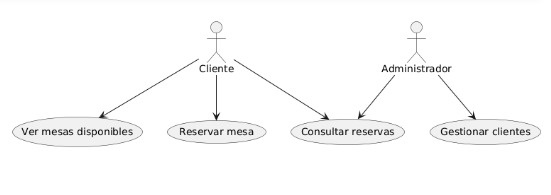 Cliente
Administrador
Ver mesas disponibles
Reservar mesa
Consultar reservas
Gestionar clientes